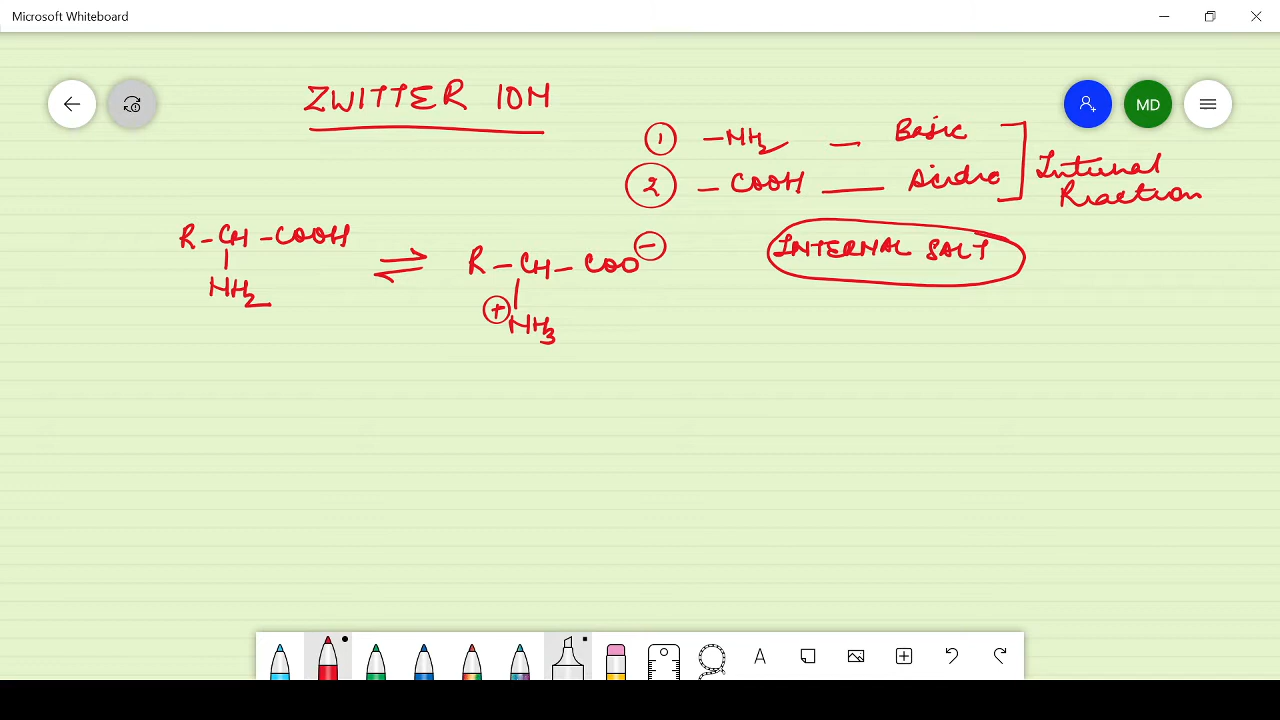 Microsoft Whiteboard
ZWITTER ION
MD
① -NH2 — Basic
② - COOH — Acidic
Internal
Reaction
R-CH-COOH
NH2
⇌
R-CH-COO⊖
⊕NH3
INTERNAL SALT
A